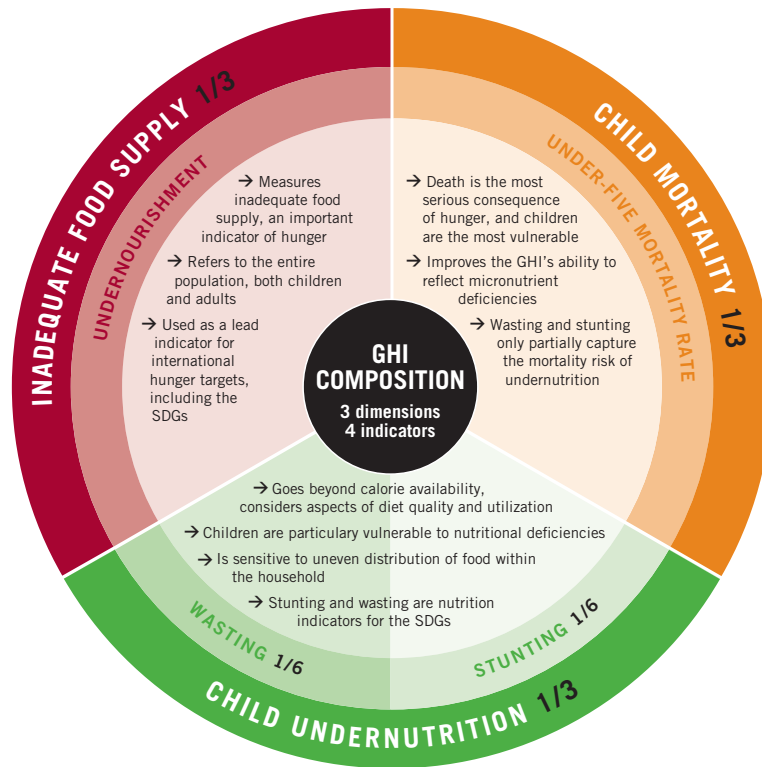 INADEQUATE FOOD SUPPLY 1/3
UNDERNOURISHMENT
→ Measures
inadequate food
supply, an important
indicator of hunger
→ Refers to the entire
population, both children
and adults
→ Used as a lead
indicator for
international
hunger targets,
including the
SDGs
CHILD MORTALITY 1/3
UNDER-FIVE MORTALITY RATE
→ Death is the most
serious consequence
of hunger, and children
are the most vulnerable
→ Improves the GHI’s ability to
reflect micronutrient
deficiencies
→ Wasting and stunting
only partially capture
the mortality risk of
undernutrition
GHI
COMPOSITION
3 dimensions
4 indicators
→ Goes beyond calorie availability,
considers aspects of diet quality and utilization
→ Children are particulary vulnerable to nutritional deficiencies
→ Is sensitive to uneven distribution of food within
the household
→ Stunting and wasting are nutrition
indicators for the SDGs
WASTING 1/6
STUNTING 1/6
CHILD UNDERNUTRITION 1/3